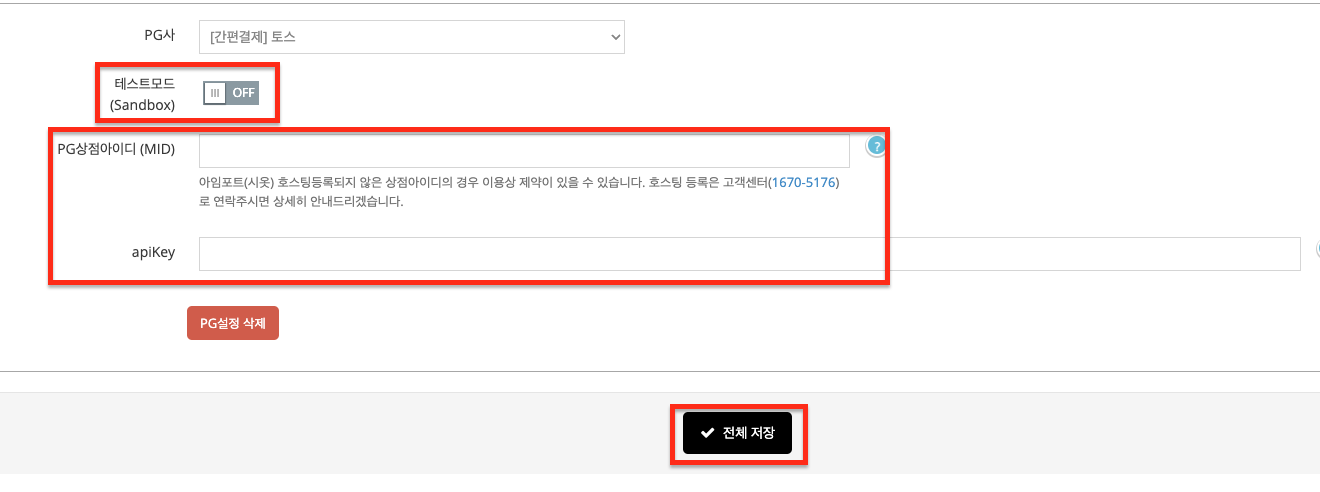 PG사
[간편결제] 토스
테스트모드
(Sandbox)
OFF
PG상점아이디 (MID)
?
아임포트(시옷) 호스팅등록되지 않은 상점아이디의 경우 이용상 제약이 있을 수 있습니다. 호스팅 등록은 고객센터(1670-5176)
로 연락주시면 상세히 안내드리겠습니다.
apiKey
PG설정 삭제
전체 저장